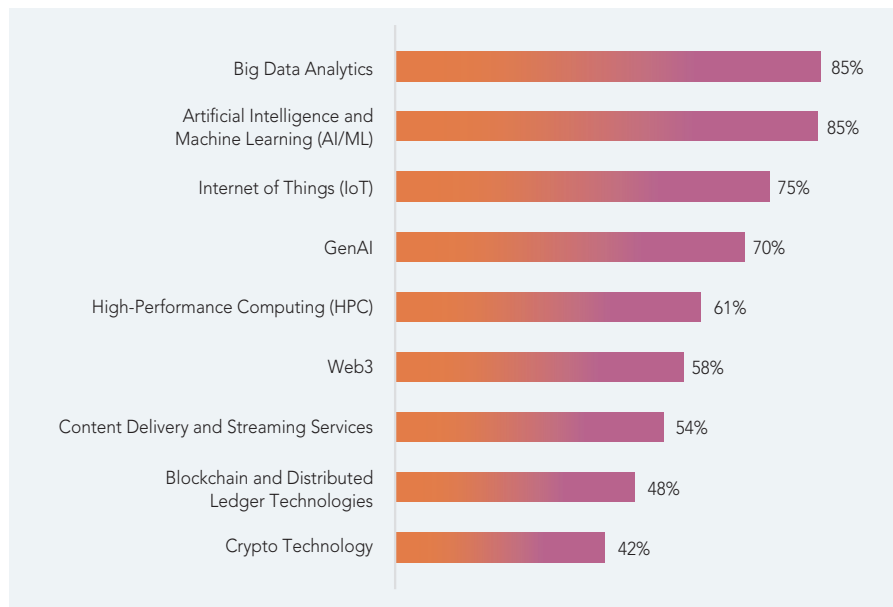 Big Data Analytics
85%
Artificial Intelligence and
Machine Learning (AI/ML)
85%
Internet of Things (IoT)
75%
GenAI
70%
High-Performance Computing (HPC)
61%
Web3
58%
Content Delivery and Streaming Services
54%
Blockchain and Distributed
Ledger Technologies
48%
Crypto Technology
42%